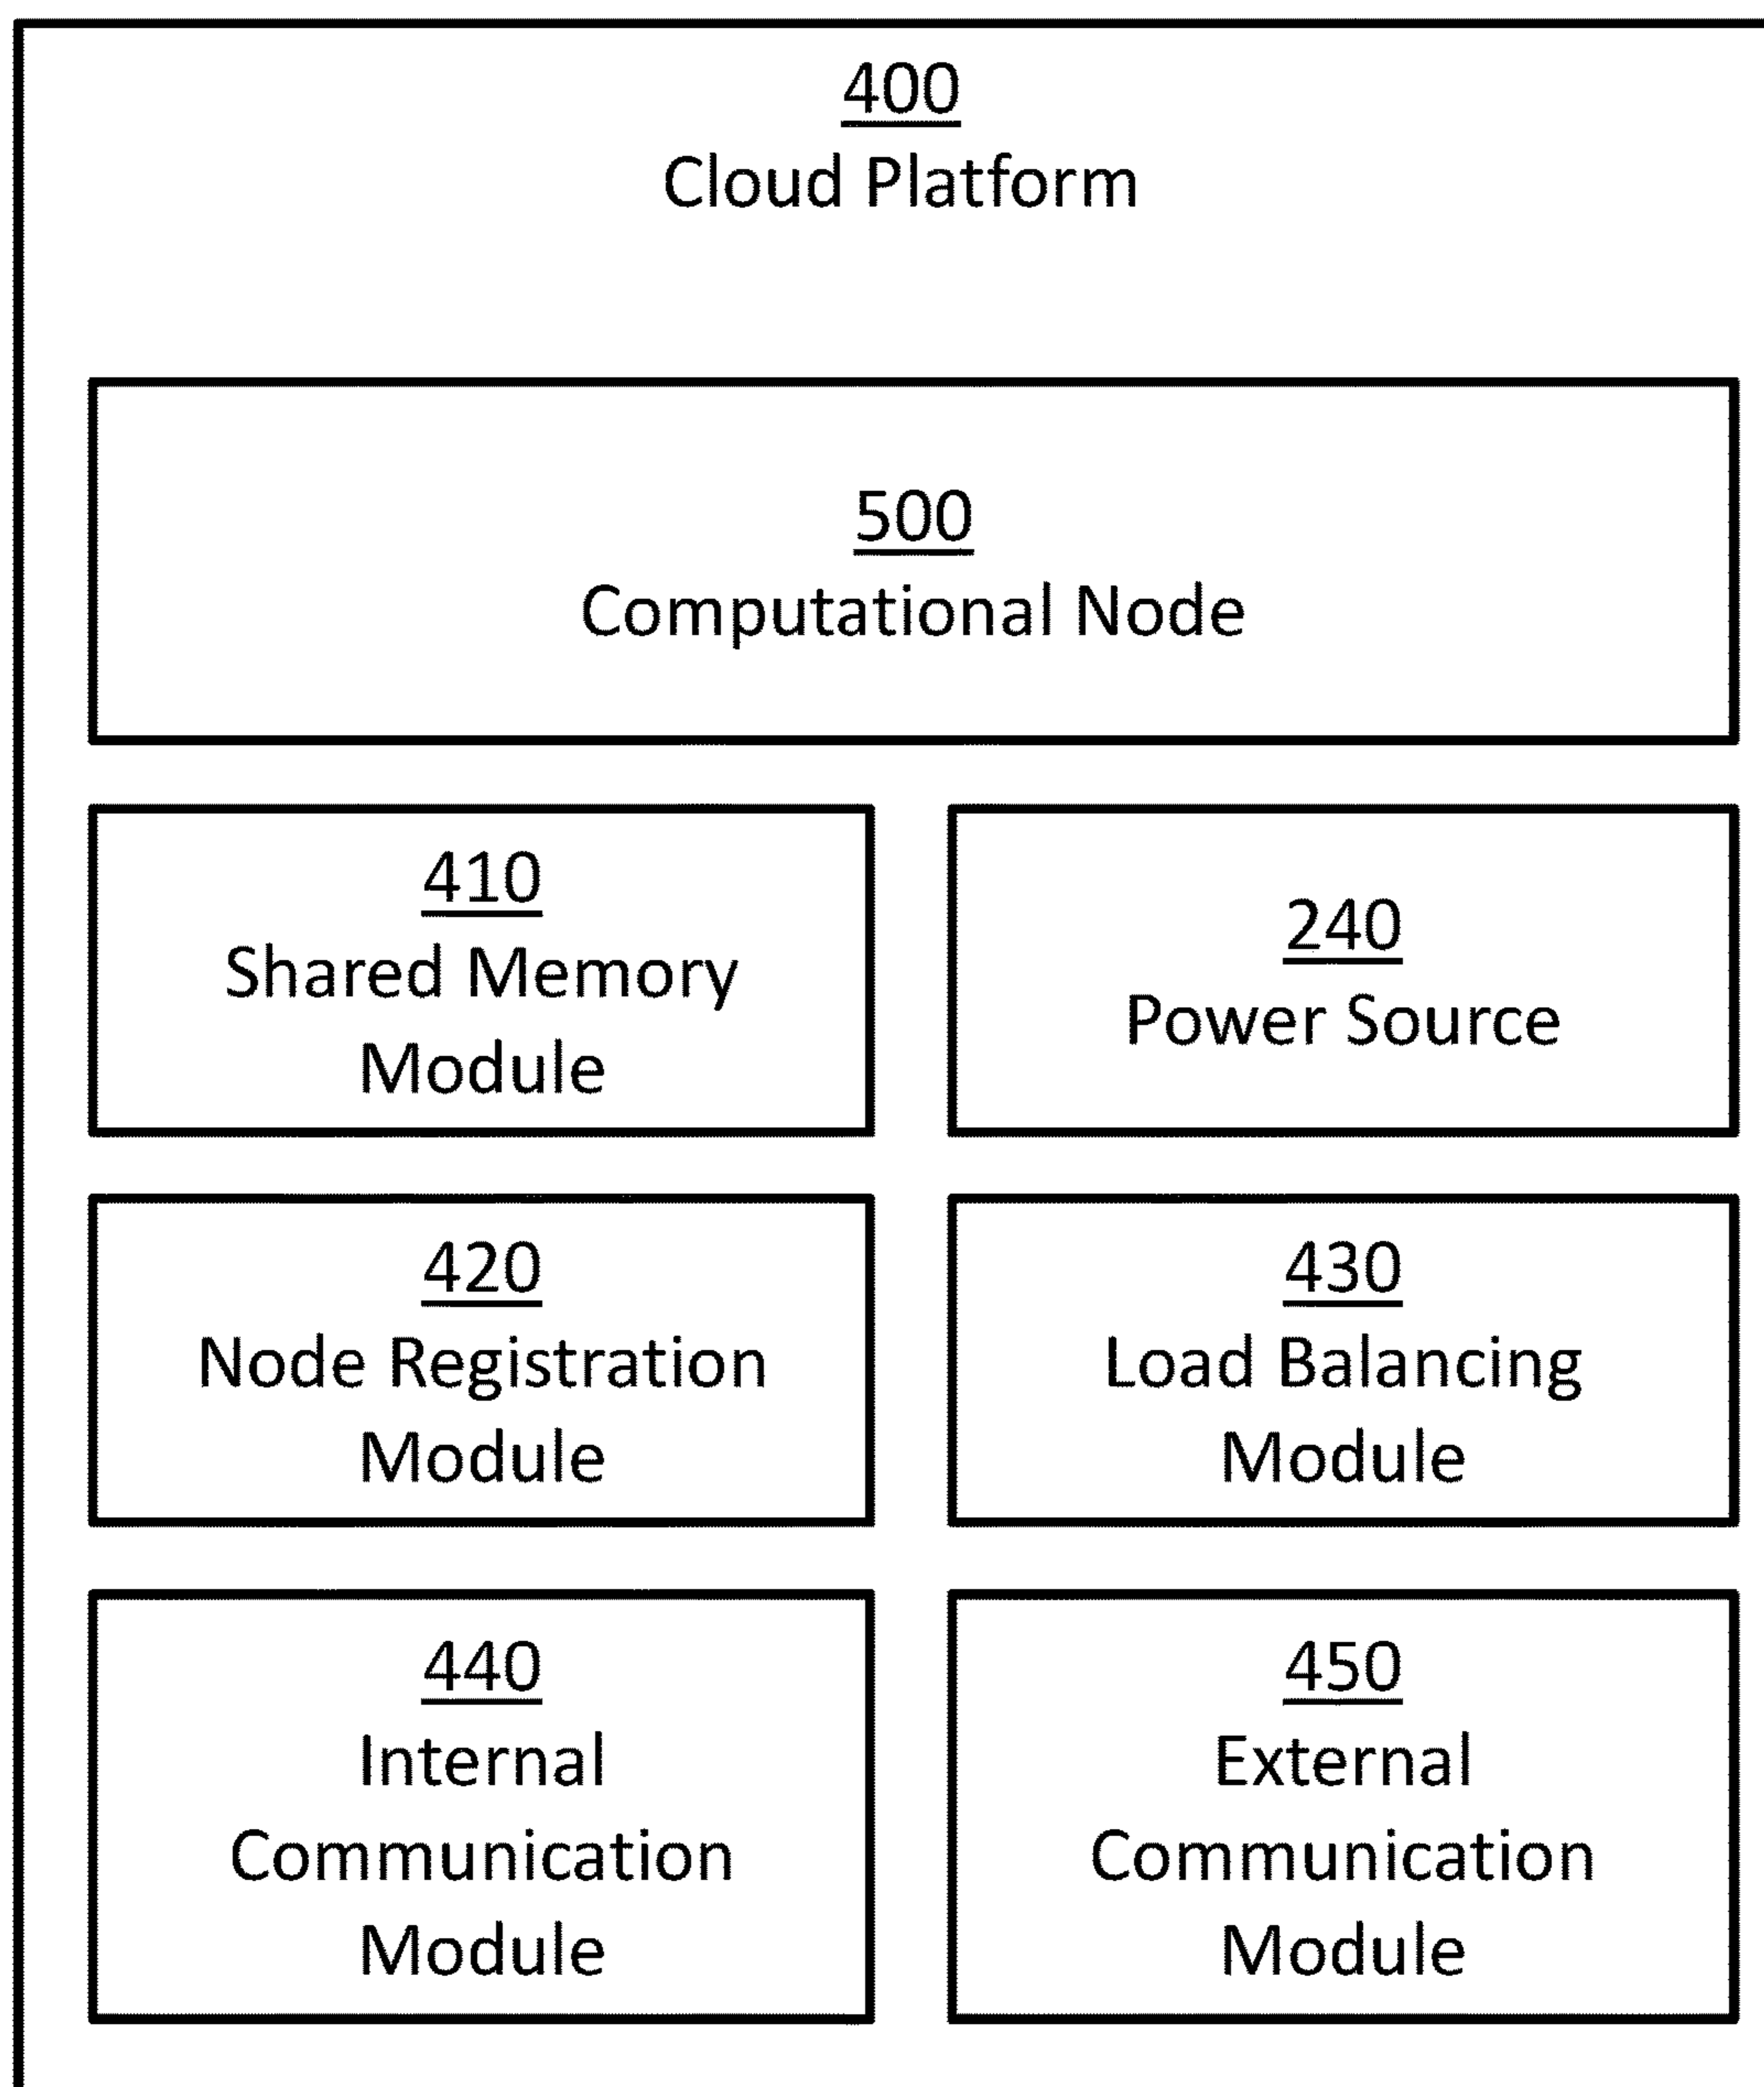 400
Cloud Platform
500
Computational Node
410
Shared Memory
Module
240
Power Source
420
Node Registration
Module
430
Load Balancing
Module
440
Internal
Communication
Module
450
External
Communication
Module